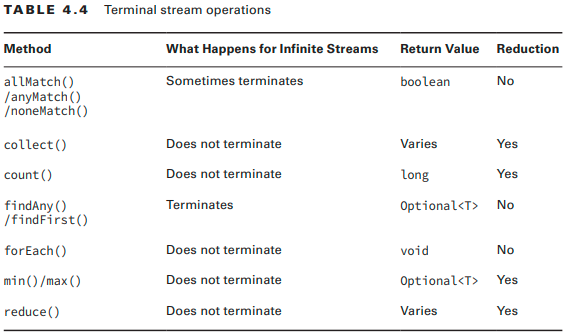 TABLE 4.4 Terminal stream operations
Method What Happens for Infinite Streams Return Value Reduction
allMatch() Sometimes terminates boolean No
/anyMatch()
/noneMatch()
collect() Does not terminate Varies Yes
count() Does not terminate long Yes
findAny() Terminates Optional<T> No
/findFirst()
forEach() Does not terminate void No
min()/max() Does not terminate Optional<T> Yes
reduce() Does not terminate Varies Yes